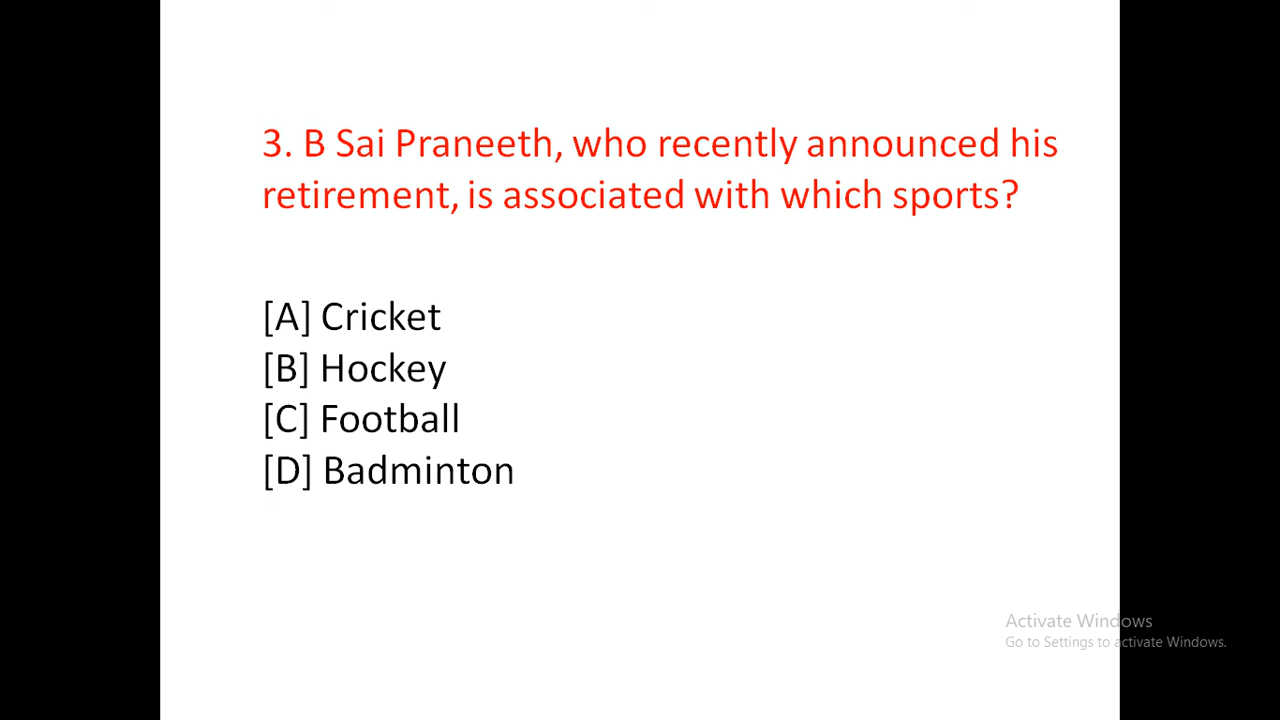 3. B Sai Praneeth, who recently announced his
retirement, is associated with which sports?
[A] Cricket
[B] Hockey
[C] Football
[D] Badminton
Activate Windows
Go to Settings to activate Windows.